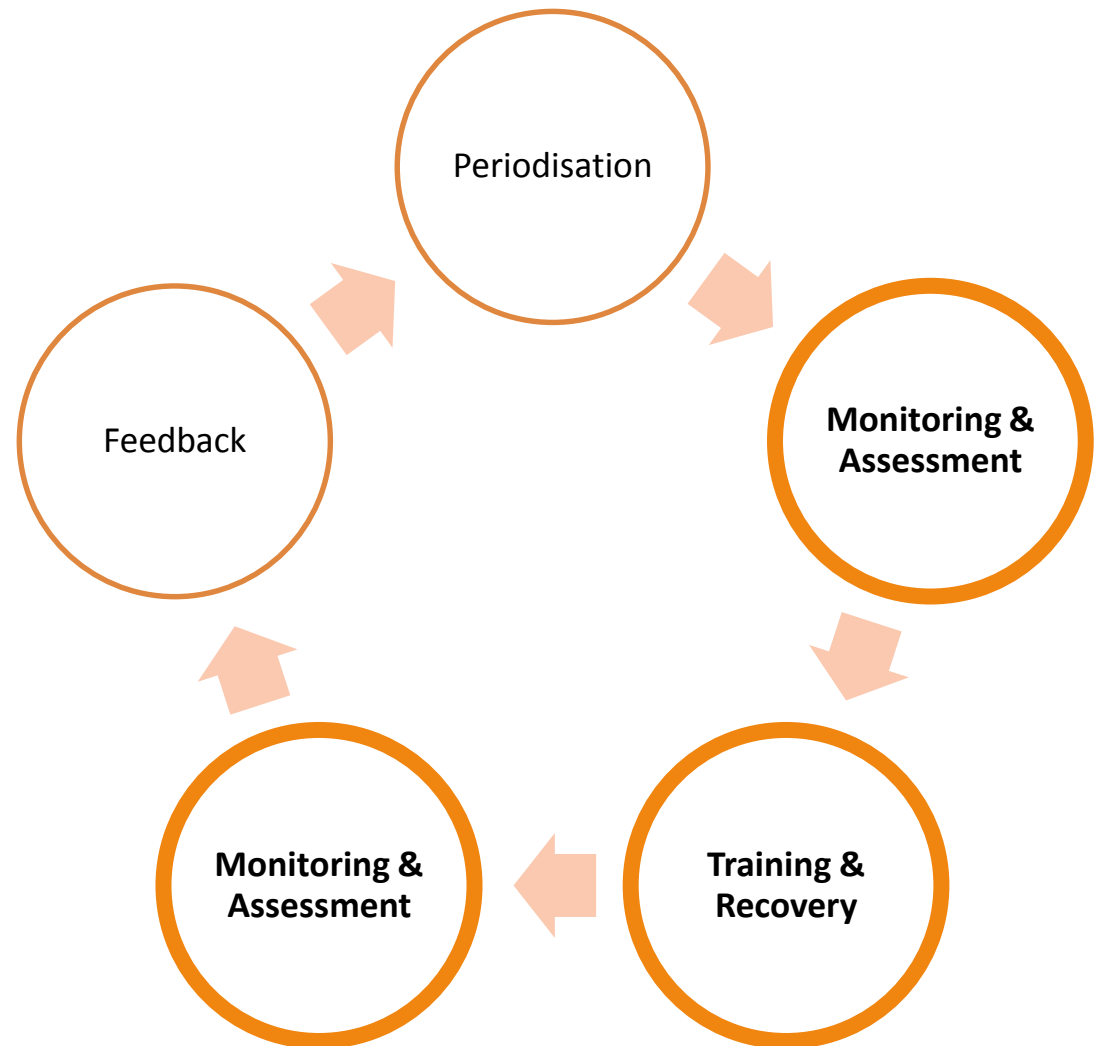 Periodisation
Monitoring &
Assessment
Training &
Recovery
Monitoring &
Assessment
Feedback